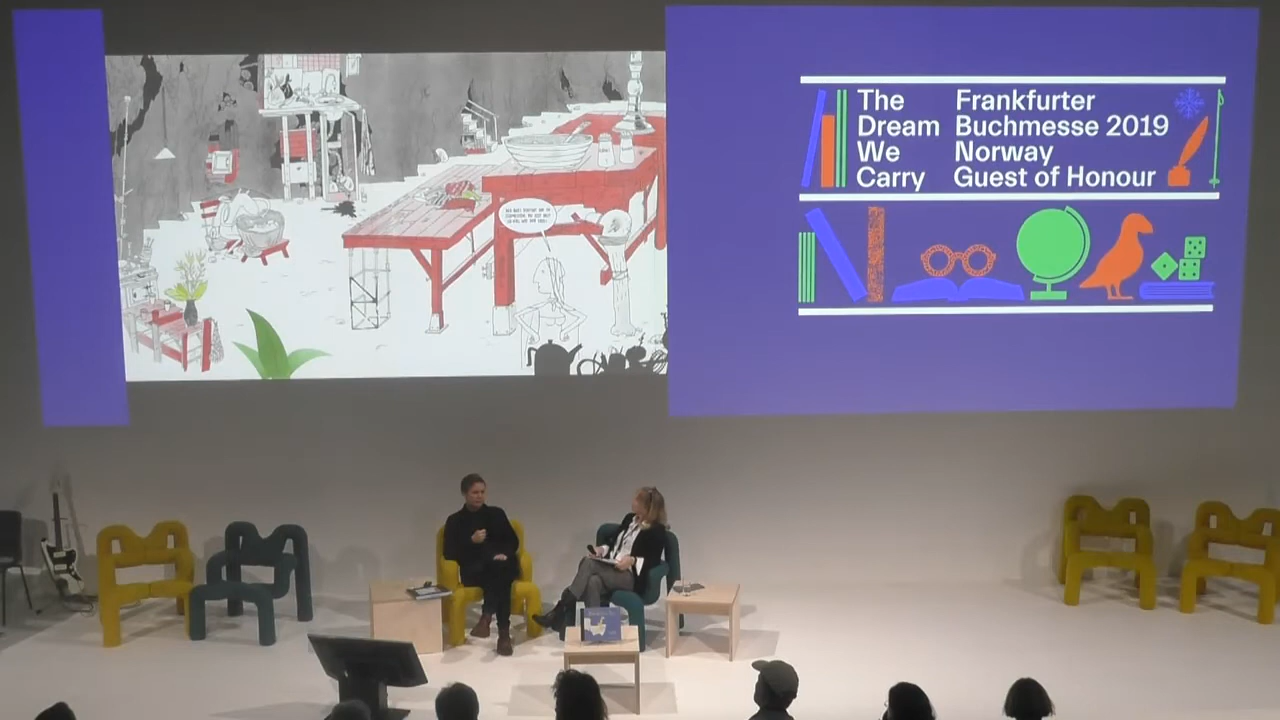 The
Dream
We
Carry
Frankfurter
Buchmesse 2019
Norway
Guest of Honour